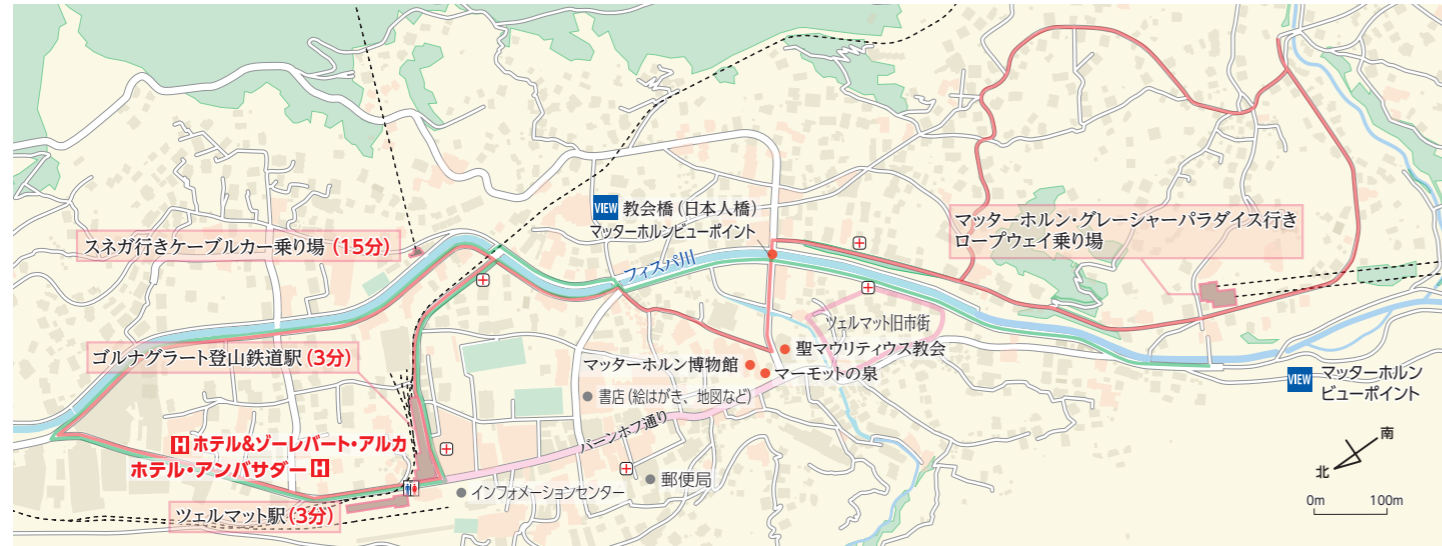 VIEW 教会橋（日本人橋）
マッターホルンビューポイント
マッターホルン・グレーシャーパラダイス行き
ロープウェイ乗り場
スネガ行きケーブルカー乗り場（15分）
フィスパ川
ツェルマット旧市街
聖マウリティウス教会
ゴルナグラート登山鉄道駅（3分）
マッターホルン博物館
マーモットの泉
VIEW マッターホルン
ビューポイント
書店（絵はがき、地図など）
バーンホフ通り
H ホテル&ゾーレバート・アルカ
ホテル・アンバサダー H
郵便局
インフォメーションセンター
ツェルマット駅（3分）
南
北
0m 100m